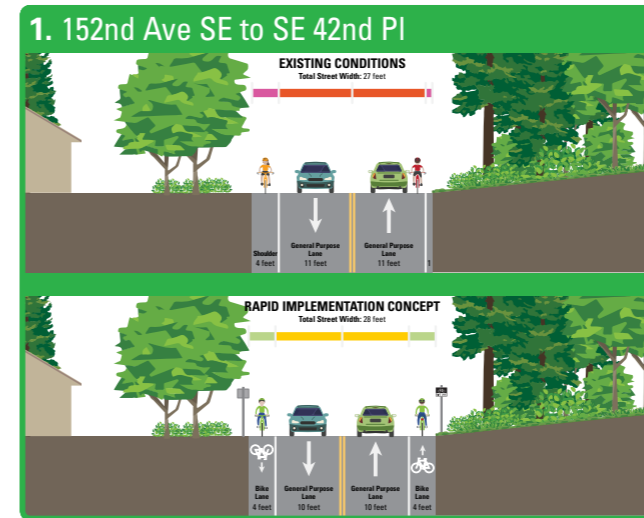 1. 152nd Ave SE to SE 42nd Pl
EXISTING CONDITIONS
Total Street Width: 27 feet
Shoulder
4 feet
General Purpose
Lane
11 feet
General Purpose
Lane
11 feet
1
RAPID IMPLEMENTATION CONCEPT
Total Street Width: 28 feet
Bike
Lane
4 feet
General Purpose
Lane
10 feet
General Purpose
Lane
10 feet
Bike
Lane
4 feet